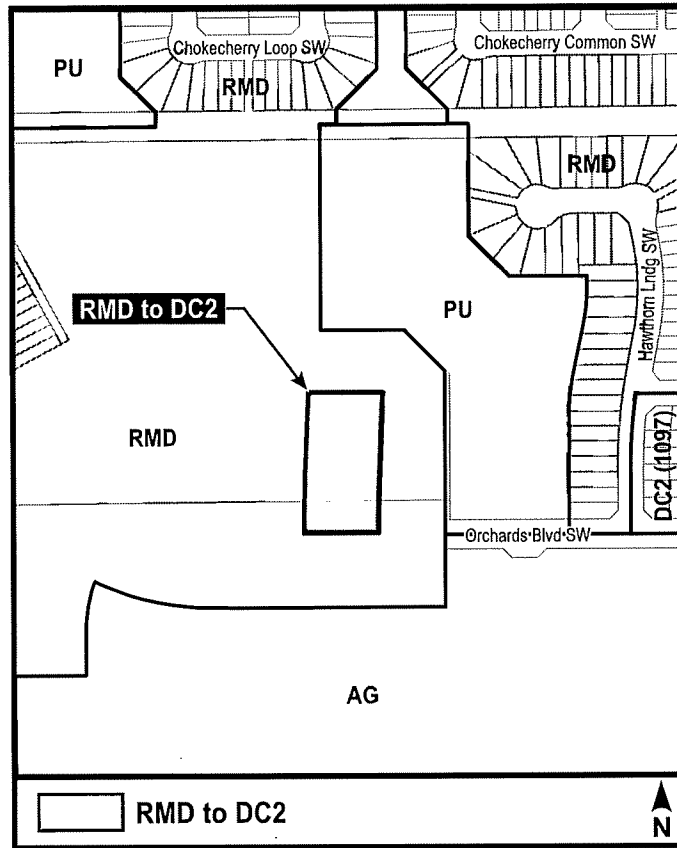 Chokecherry Loop SW
Chokecherry Common SW
PU
RMD
RMD
Hawthorn Lndg SW
RMD to DC2
PU
RMD
DC2 (1097)
Orchards Blvd SW
AG
RMD to DC2
N